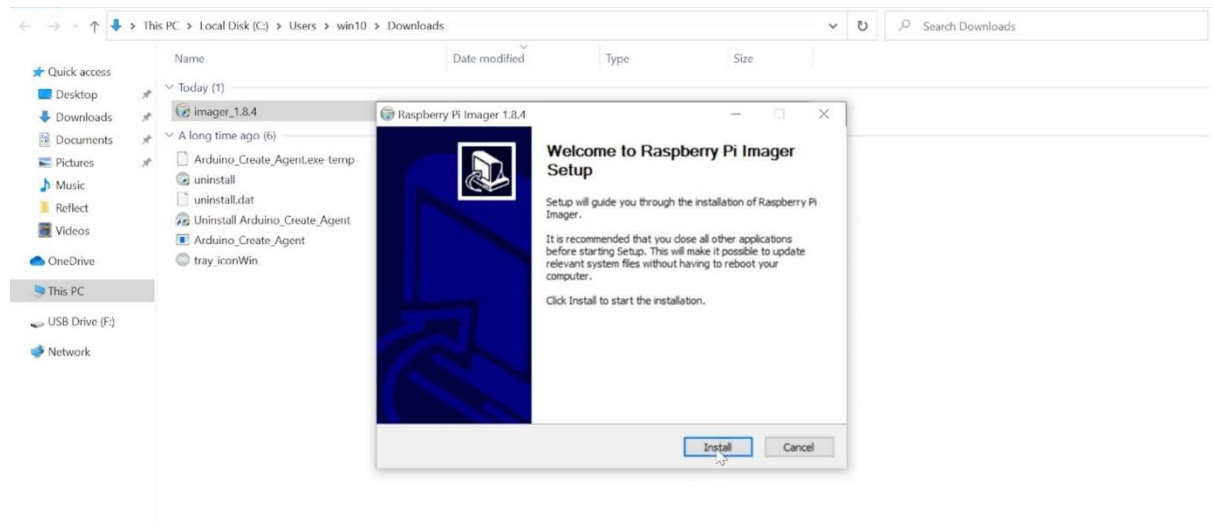 This PC > Local Disk (C:) > Users > win10 > Downloads
Search Downloads
Name Date modified Type Size
Quick access
Desktop
Downloads
Documents
Pictures
Music
Reflect
Videos
OneDrive
This PC
USB Drive (F:)
Network
Today (1)
imager_1.8.4
A long time ago (6)
Arduino_Create_Agent.exe-temp
uninstall
uninstall.dat
Uninstall Arduino_Create_Agent
Arduino_Create_Agent
tray_iconWin
Raspberry Pi Imager 1.8.4
Welcome to Raspberry Pi Imager
Setup
Setup will guide you through the installation of Raspberry Pi
Imager.
It is recommended that you close all other applications
before starting Setup. This will make it possible to update
relevant system files without having to reboot your
computer.
Click Install to start the installation.
Install
Cancel